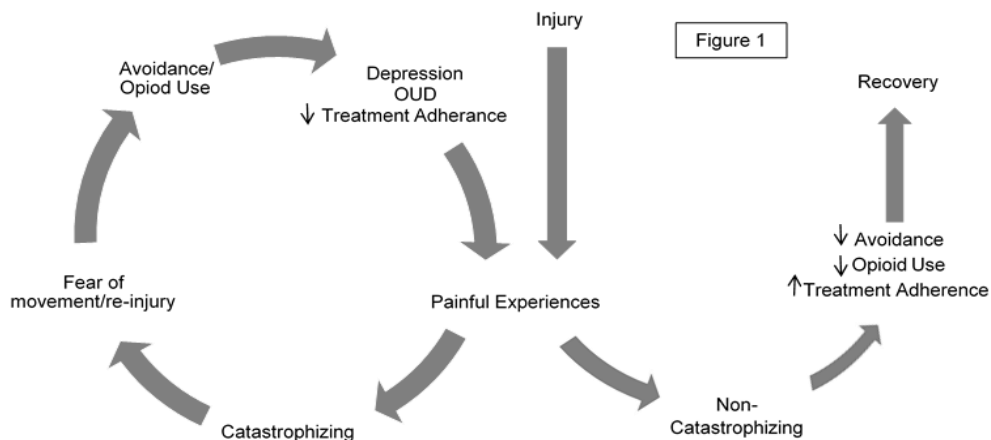 Injury
Figure 1
Avoidance/
Opiod Use
Depression
OUD
↓ Treatment Adherance
Recovery
↓ Avoidance
↓ Opioid Use
↑ Treatment Adherence
Fear of
movement/re-injury
Painful Experiences
Catastrophizing
Non-
Catastrophizing